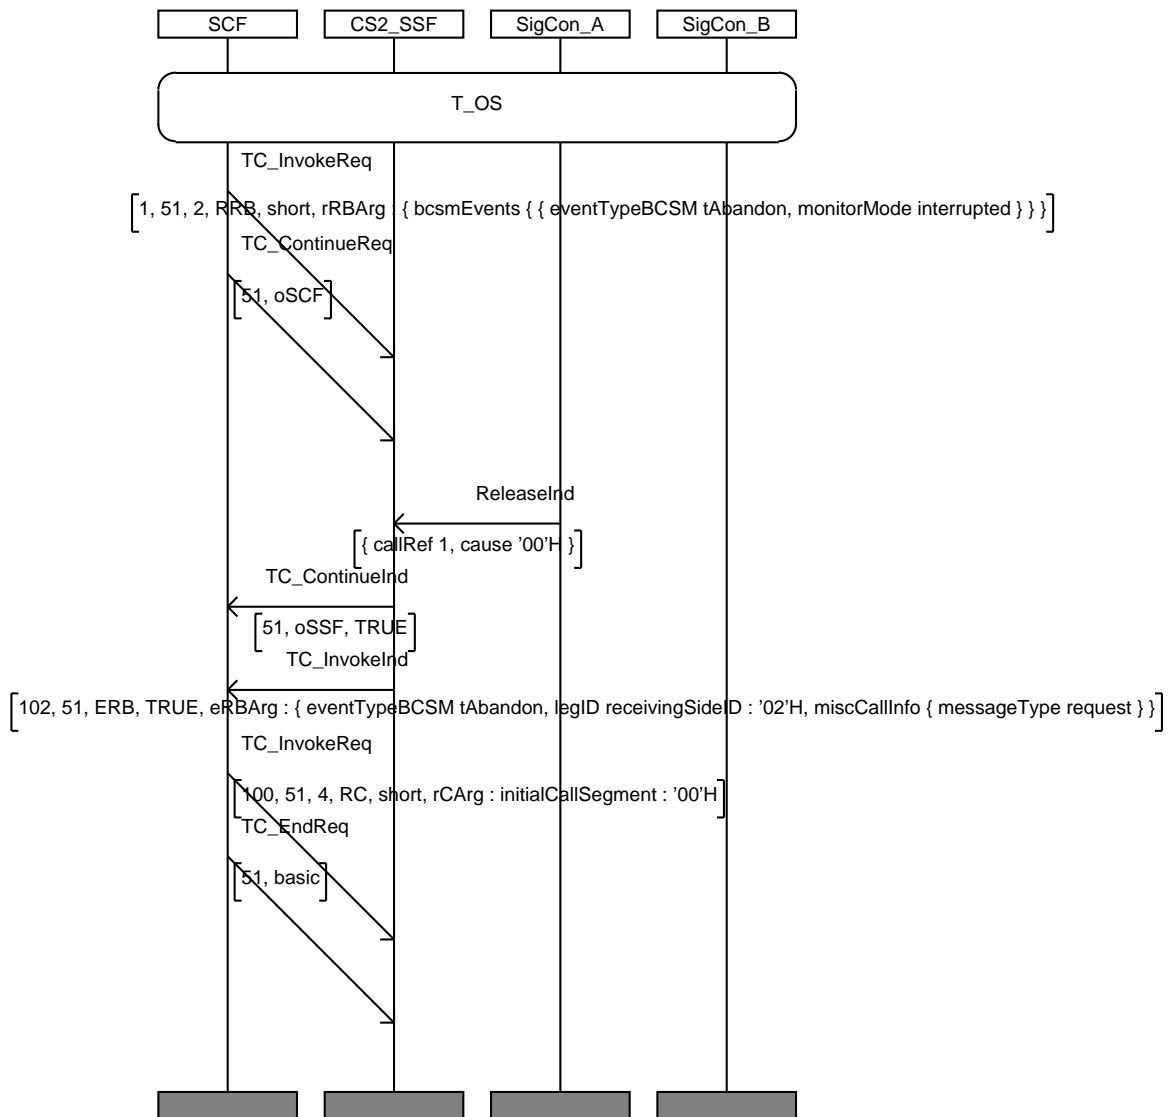 SCF CS2_SSF SigCon_A SigCon_B
T_OS
TC_InvokeReq
1, 51, 2, RRB, short, rRBArg : { bcsmEvents { { eventTypeBCSM tAbandon, monitorMode interrupted } } }
TC_ContinueReq
51, oSCF
ReleaseInd
{ callRef 1, cause '00'H }
TC_ContinueInd
51, oSSF, TRUE
TC_InvokeInd
102, 51, ERB, TRUE, eRBArg : { eventTypeBCSM tAbandon, legID receivingSideID : '02'H, miscCallInfo { messageType request } }
TC_InvokeReq
100, 51, 4, RC, short, rCArg : initialCallSegment : '00'H
TC_EndReq
51, basic